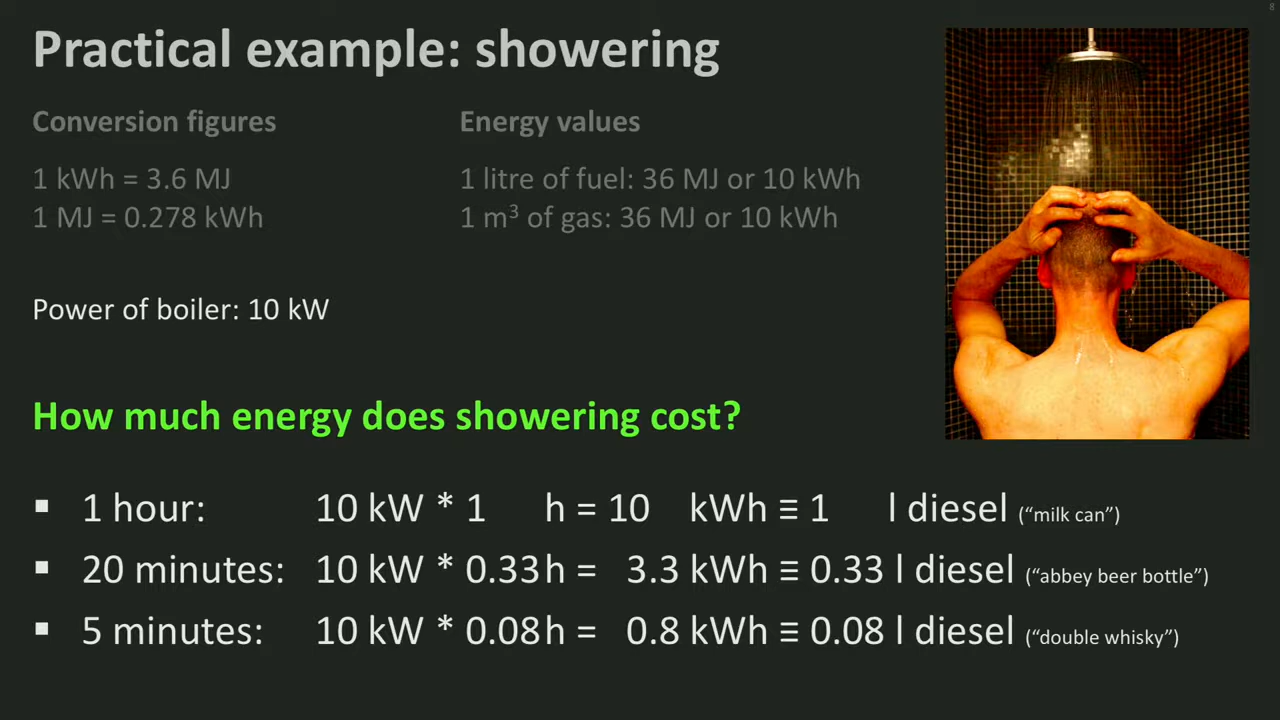 8
Practical example: showering
Conversion figures
1 kWh = 3.6 MJ
1 MJ = 0.278 kWh
Energy values
1 litre of fuel: 36 MJ or 10 kWh
1 m³ of gas: 36 MJ or 10 kWh
Power of boiler: 10 kW
How much energy does showering cost?
▪ 1 hour: 10 kW * 1 h = 10 kWh ≡ 1 l diesel (“milk can”)
▪ 20 minutes: 10 kW * 0.33 h = 3.3 kWh ≡ 0.33 l diesel (“abbey beer bottle”)
▪ 5 minutes: 10 kW * 0.08 h = 0.8 kWh ≡ 0.08 l diesel (“double whisky”)